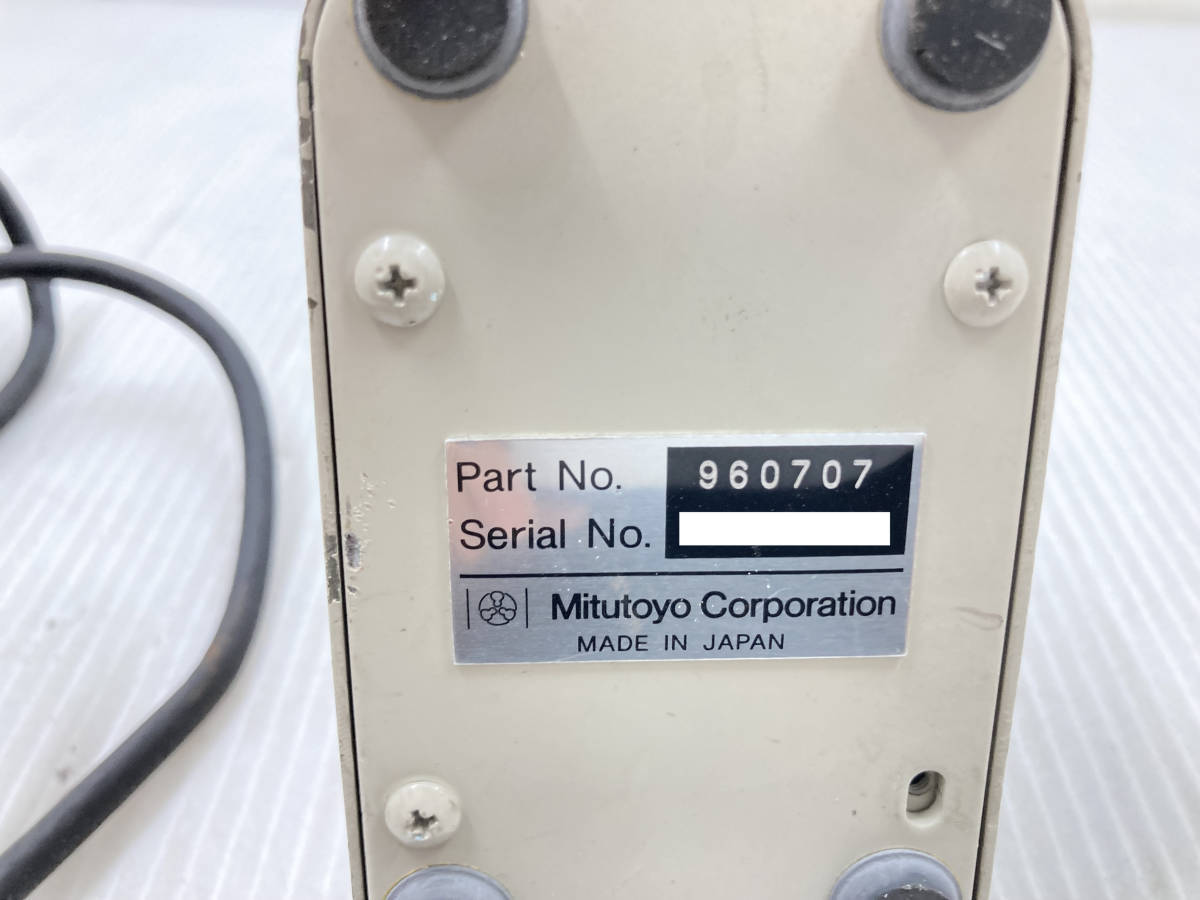 Part No. 960707
Serial No.
Mitutoyo Corporation
MADE IN JAPAN